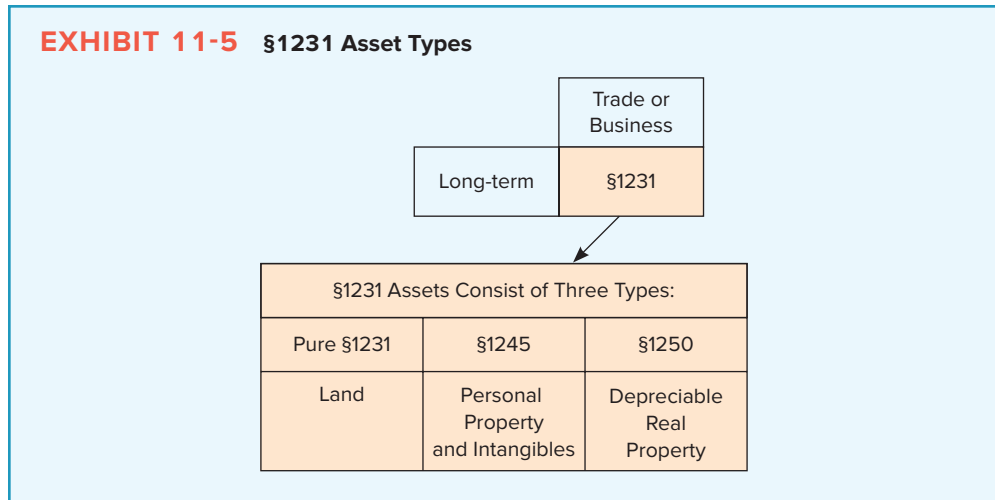 EXHIBIT 11-5 §1231 Asset Types
Trade or
Business
Long-term
§1231
§1231 Assets Consist of Three Types:
Pure §1231
§1245
§1250
Land
Personal
Property
and Intangibles
Depreciable
Real
Property